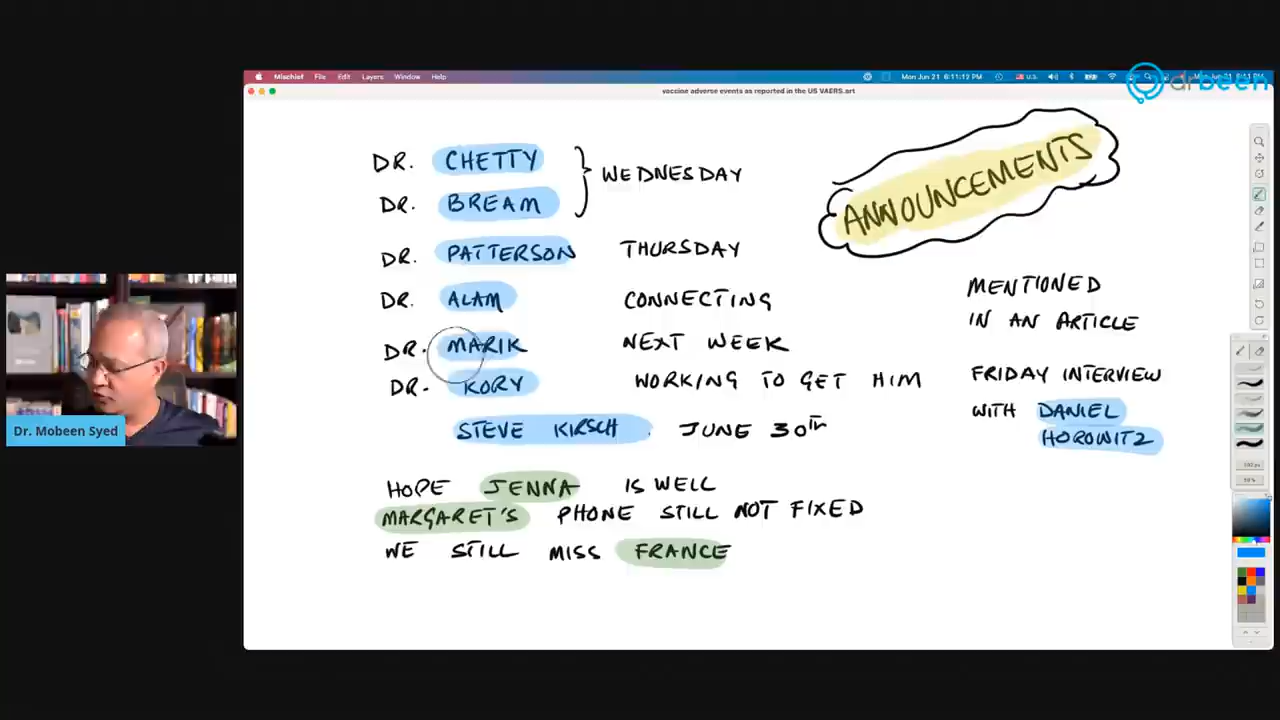 Mischief File Edit Layers Window Help
U.S. Mon Jun 21 6:11:12 PM
drbeen
vaccine adverse events as reported in the US VAERS.art
ANNOUNCEMENTS
DR. CHETTY
DR. BREAM
WEDNESDAY
DR. PATTERSON THURSDAY
DR. ALAM CONNECTING
DR. MARIK NEXT WEEK
DR. KORY WORKING TO GET HIM
STEVE KIRSCH. JUNE 30TH
HOPE JENNA IS WELL
MARGARET'S PHONE STILL NOT FIXED
WE STILL MISS FRANCE
MENTIONED
IN AN ARTICLE
FRIDAY INTERVIEW
WITH DANIEL
HOROWITZ
Dr. Mobeen Syed